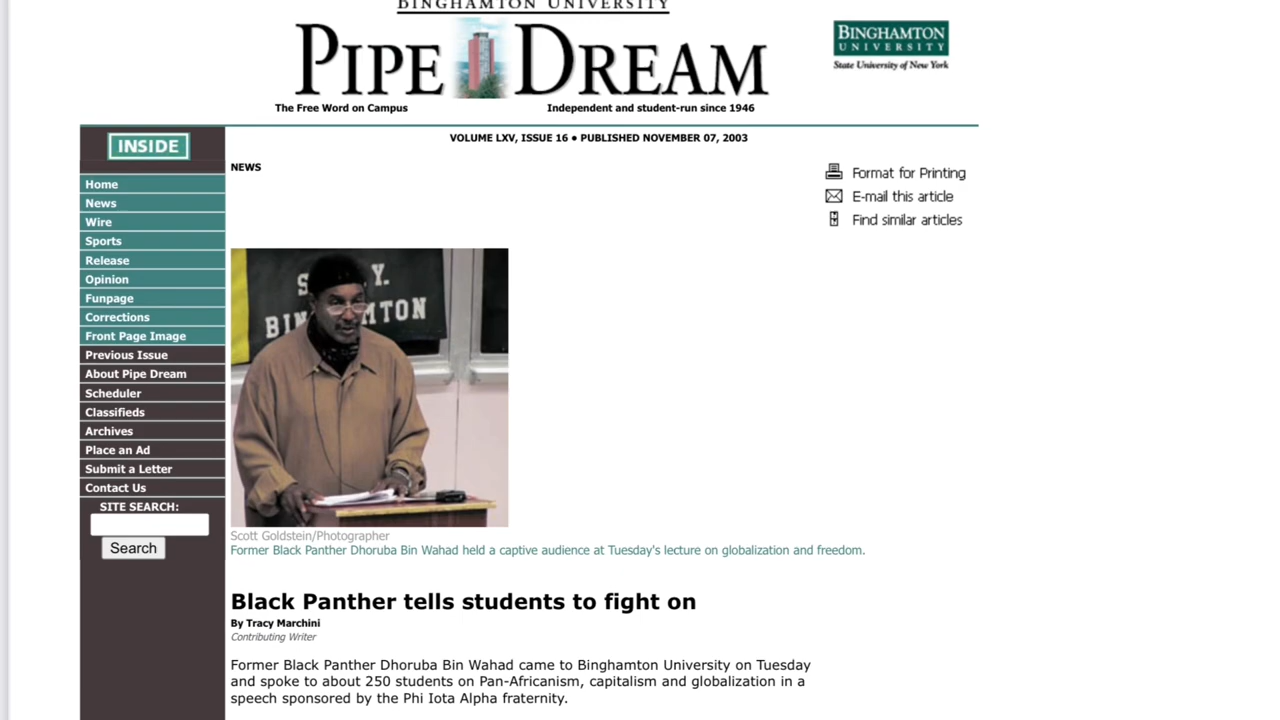 BINGHAMTON UNIVERSITY
PIPE DREAM
BINGHAMTON
UNIVERSITY
State University of New York
The Free Word on Campus
Independent and student-run since 1946
INSIDE
VOLUME LXV, ISSUE 16 ● PUBLISHED NOVEMBER 07, 2003
NEWS
Format for Printing
E-mail this article
Find similar articles
Home
News
Wire
Sports
Release
Opinion
Funpage
Corrections
Front Page Image
Previous Issue
About Pipe Dream
Scheduler
Classifieds
Archives
Place an Ad
Submit a Letter
Contact Us
SITE SEARCH:
Search
S Y.
BIN MTON
Scott Goldstein/Photographer
Former Black Panther Dhoruba Bin Wahad held a captive audience at Tuesday's lecture on globalization and freedom.
Black Panther tells students to fight on
By Tracy Marchini
Contributing Writer
Former Black Panther Dhoruba Bin Wahad came to Binghamton University on Tuesday
and spoke to about 250 students on Pan-Africanism, capitalism and globalization in a
speech sponsored by the Phi Iota Alpha fraternity.